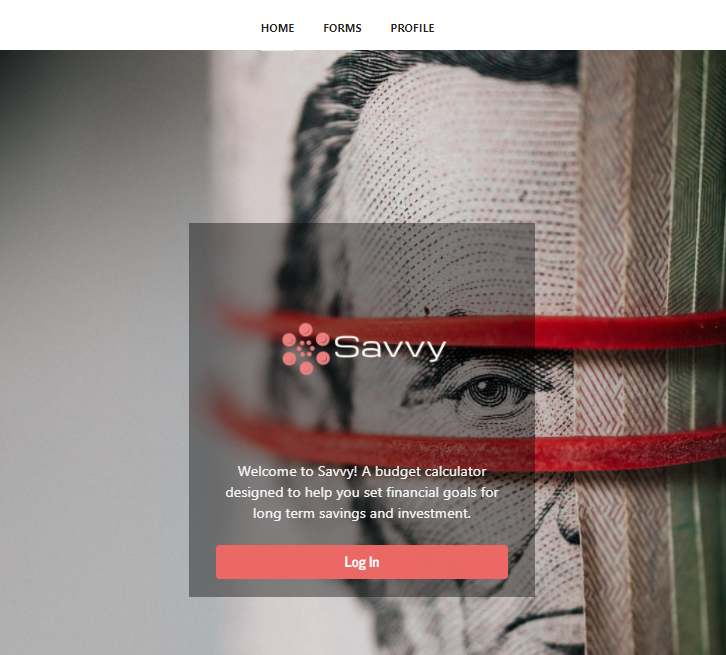 HOME FORMS PROFILE
Savvy
Welcome to Savvy! A budget calculator
designed to help you set financial goals for
long term savings and investment.
Log In